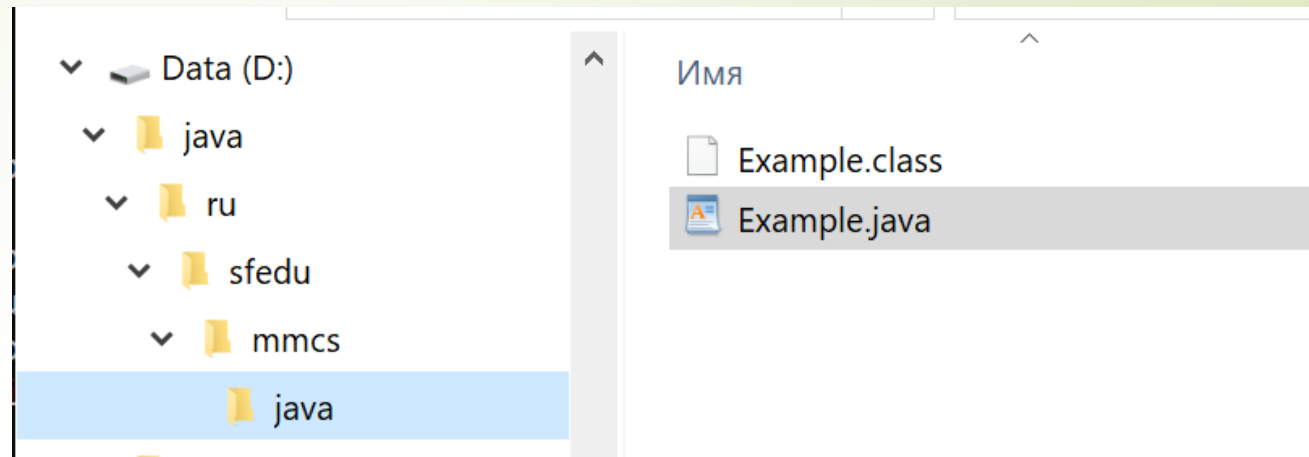 Data (D:)
java
ru
sfedu
mmcs
java
Имя
Example.class
Example.java